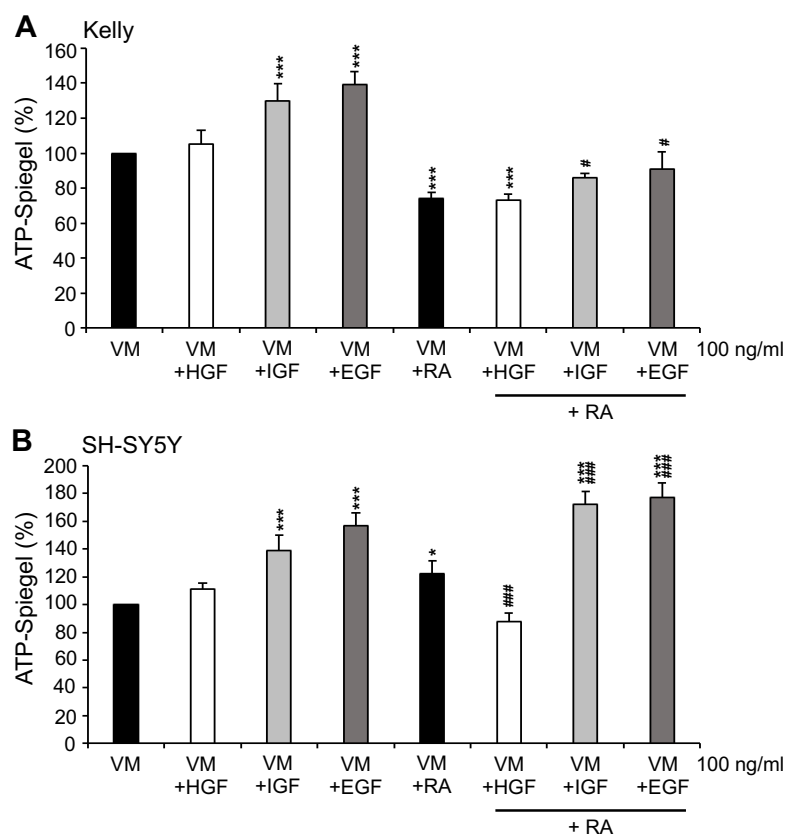 A
Kelly
160
140
120
100
80
60
40
20
0
ATP-Spiegel (%)
***
***
***
***
#
#
VM VM VM VM VM VM VM VM 100 ng/ml
+HGF +IGF +EGF +RA +HGF +IGF +EGF
+ RA
B
SH-SY5Y
200
180
160
140
120
100
80
60
40
20
0
ATP-Spiegel (%)
***
***
*
###
***
###
***
###
VM VM VM VM VM VM VM VM 100 ng/ml
+HGF +IGF +EGF +RA +HGF +IGF +EGF
+ RA